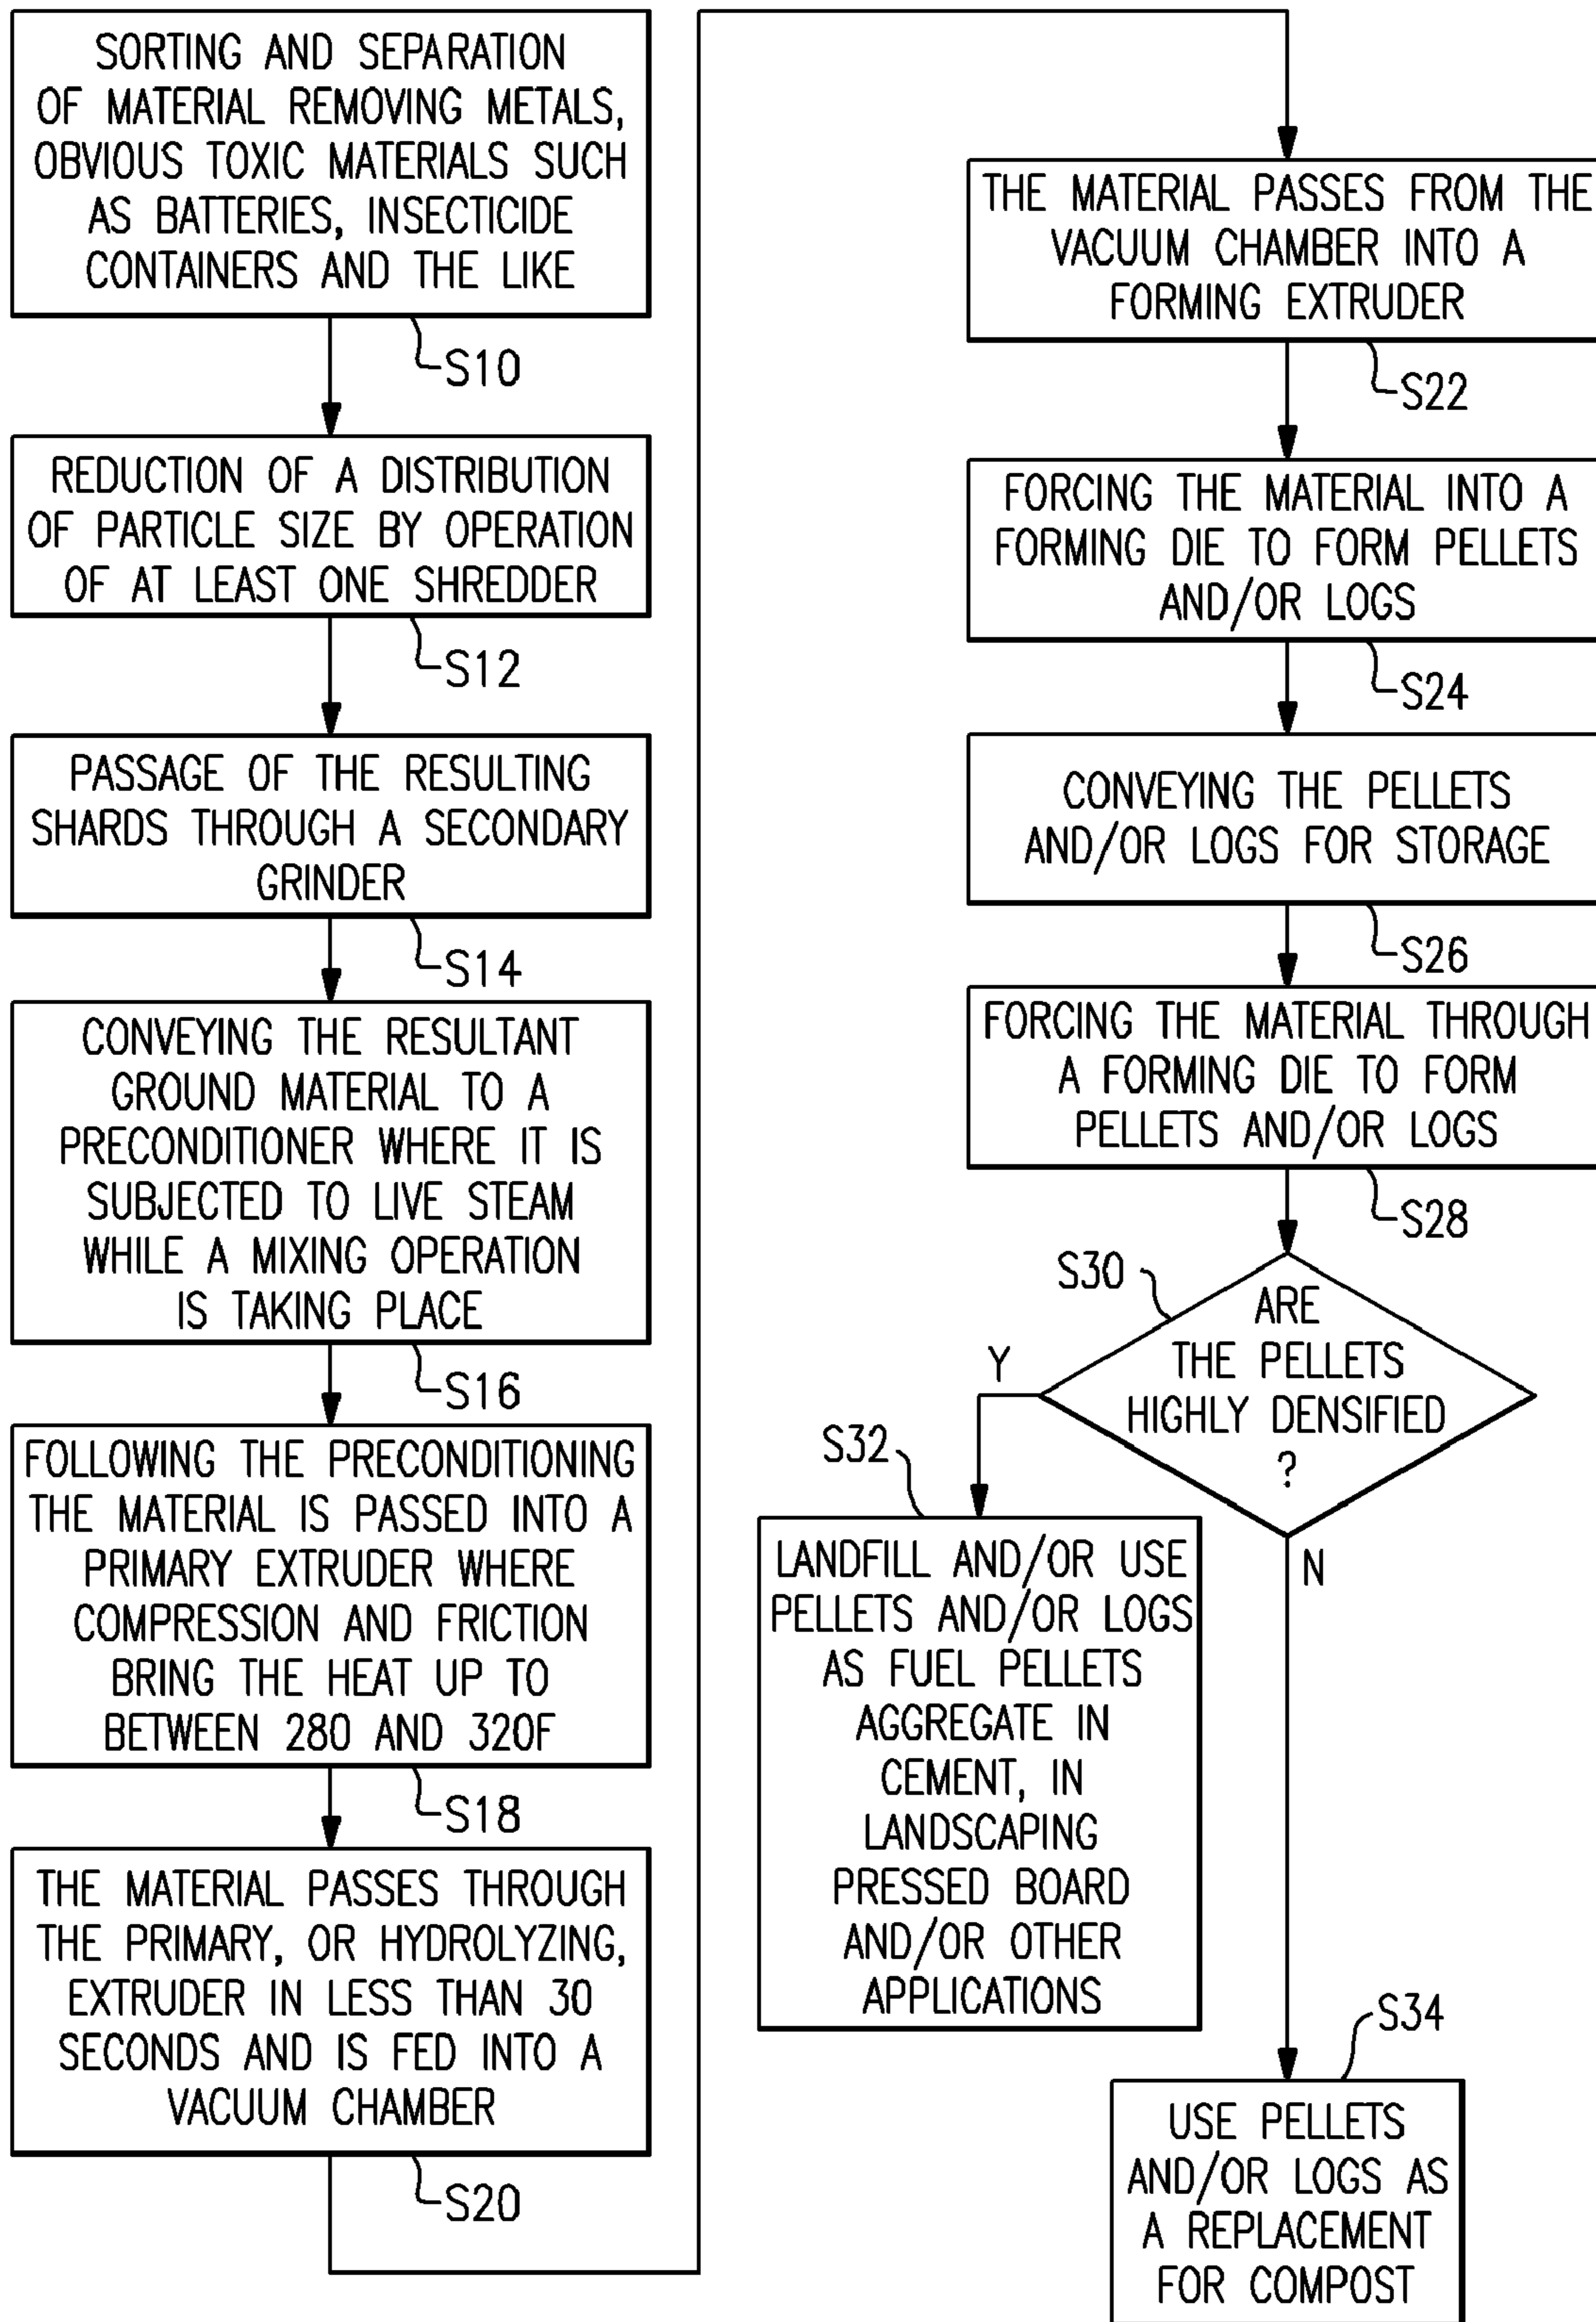 SORTING AND SEPARATION
OF MATERIAL REMOVING METALS,
OBVIOUS TOXIC MATERIALS SUCH
AS BATTERIES, INSECTICIDE
CONTAINERS AND THE LIKE
S10
REDUCTION OF A DISTRIBUTION
OF PARTICLE SIZE BY OPERATION
OF AT LEAST ONE SHREDDER
S12
PASSAGE OF THE RESULTING
SHARDS THROUGH A SECONDARY
GRINDER
S14
CONVEYING THE RESULTANT
GROUND MATERIAL TO A
PRECONDITIONER WHERE IT IS
SUBJECTED TO LIVE STEAM
WHILE A MIXING OPERATION
IS TAKING PLACE
S16
FOLLOWING THE PRECONDITIONING
THE MATERIAL IS PASSED INTO A
PRIMARY EXTRUDER WHERE
COMPRESSION AND FRICTION
BRING THE HEAT UP TO
BETWEEN 280 AND 320F
S18
THE MATERIAL PASSES THROUGH
THE PRIMARY, OR HYDROLYZING,
EXTRUDER IN LESS THAN 30
SECONDS AND IS FED INTO A
VACUUM CHAMBER
S20
THE MATERIAL PASSES FROM THE
VACUUM CHAMBER INTO A
FORMING EXTRUDER
S22
FORCING THE MATERIAL INTO A
FORMING DIE TO FORM PELLETS
AND/OR LOGS
S24
CONVEYING THE PELLETS
AND/OR LOGS FOR STORAGE
S26
FORCING THE MATERIAL THROUGH
A FORMING DIE TO FORM
PELLETS AND/OR LOGS
S28
S30
ARE
THE PELLETS
HIGHLY DENSIFIED
?
Y
N
S32
LANDFILL AND/OR USE
PELLETS AND/OR LOGS
AS FUEL PELLETS
AGGREGATE IN
CEMENT, IN
LANDSCAPING
PRESSED BOARD
AND/OR OTHER
APPLICATIONS
S34
USE PELLETS
AND/OR LOGS AS
A REPLACEMENT
FOR COMPOST